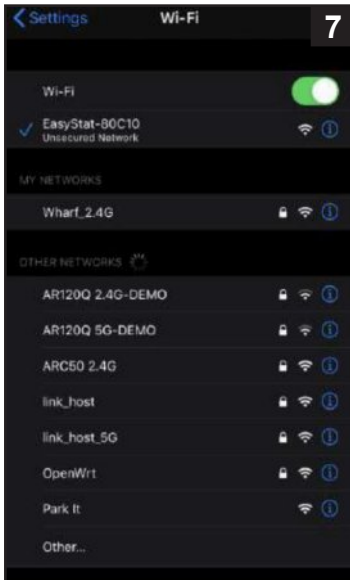 Settings
Wi-Fi
7
Wi-Fi
EasyStat-80C10
Unsecured Network
MY NETWORKS
Wharf_2.4G
OTHER NETWORKS
AR120Q 2.4G-DEMO
AR120Q 5G-DEMO
ARC50 2.4G
link_host
link_host_5G
OpenWrt
Park It
Other...